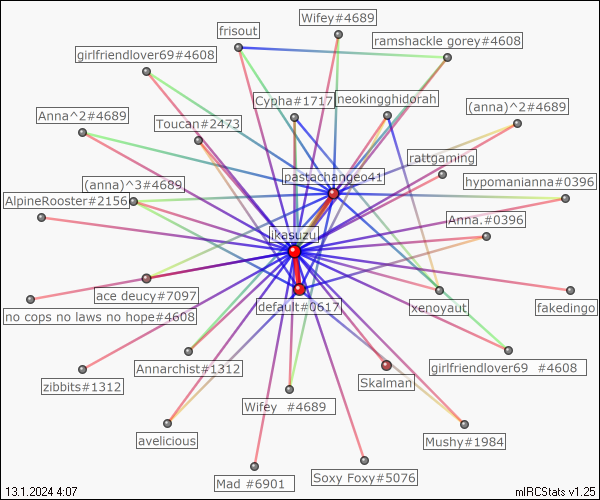 Wifey#4689
frisout
ramshackle gorey#4608
girlfriendlover69#4608
Cypha#1717
neokingghidorah
(anna)^2#4689
Anna^2#4689
Toucan#2473
rattgaming
pastachangeo41
hypomanianna#0396
(anna)^3#4689
AlpineRooster#2156
Anna.#0396
ikasuzu
ace deucy#7097
default#0617
xenoyaut
fakedingo
no cops no laws no hope#4608
Annarchist#1312
girlfriendlover69 #4608
zibbits#1312
Skalman
Wifey #4689
avelicious
Mushy#1984
Soxy Foxy#5076
Mad #6901
13.1.2024 4:07
mIRCStats v1.25